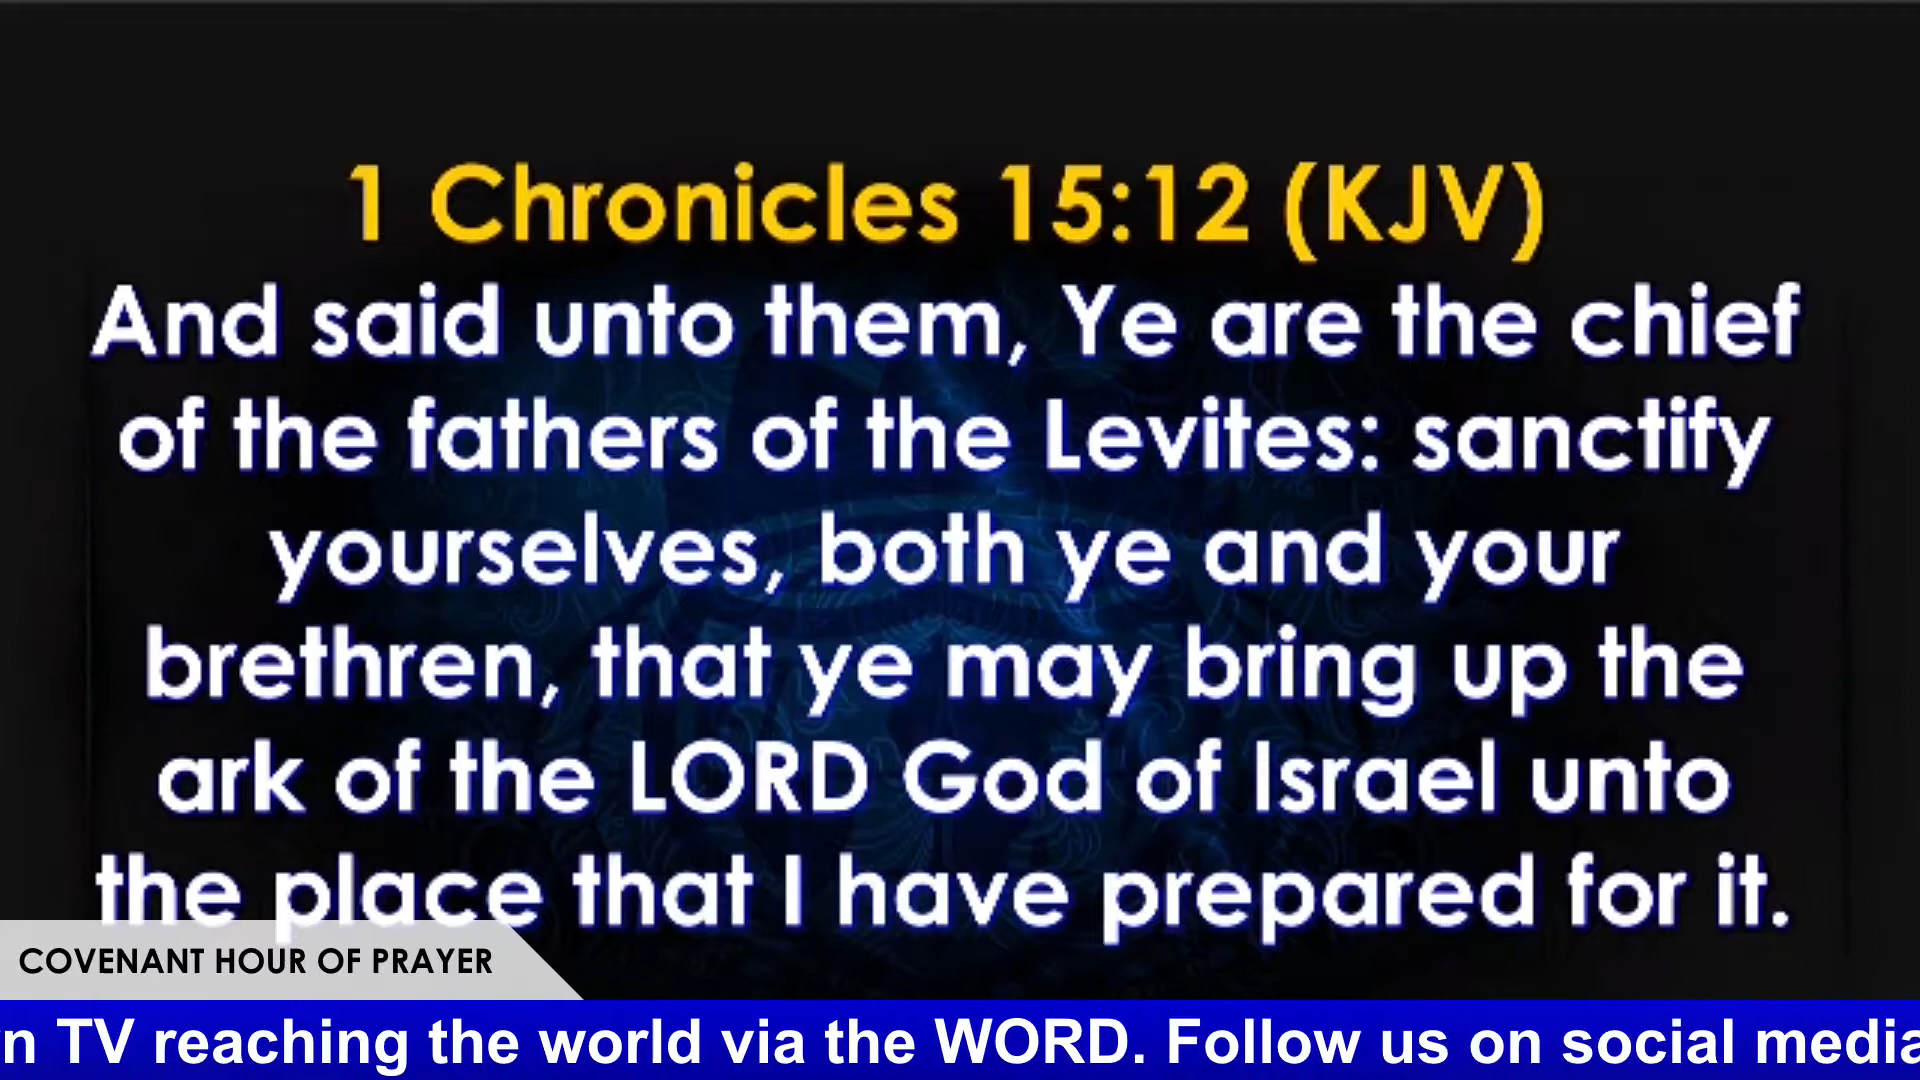 1 Chronicles 15:12 (KJV)
And said unto them, Ye are the chief
of the fathers of the Levites: sanctify
yourselves, both ye and your
brethren, that ye may bring up the
ark of the LORD God of Israel unto
the place that I have prepared for it.
COVENANT HOUR OF PRAYER
TV reaching the world via the WORD. Follow us on social media